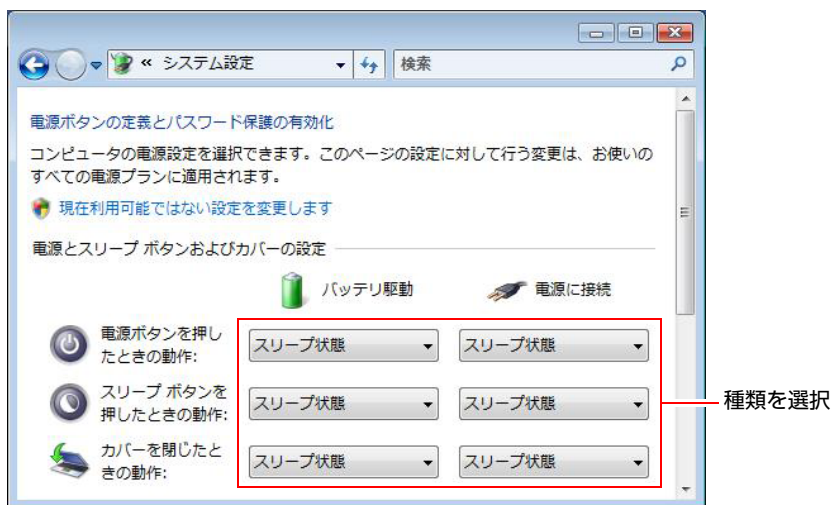 « システム設定
検索
電源ボタンの定義とパスワード保護の有効化
コンピュータの電源設定を選択できます。このページの設定に対して行う変更は、お使いの
すべての電源プランに適用されます。
現在利用可能ではない設定を変更します
電源とスリープ ボタンおよびカバーの設定
バッテリ駆動 電源に接続
電源ボタンを押し
たときの動作:
スリープ状態 スリープ状態
スリープ ボタンを
押したときの動作:
スリープ状態 スリープ状態
種類を選択
カバーを閉じたと
きの動作:
スリープ状態 スリープ状態